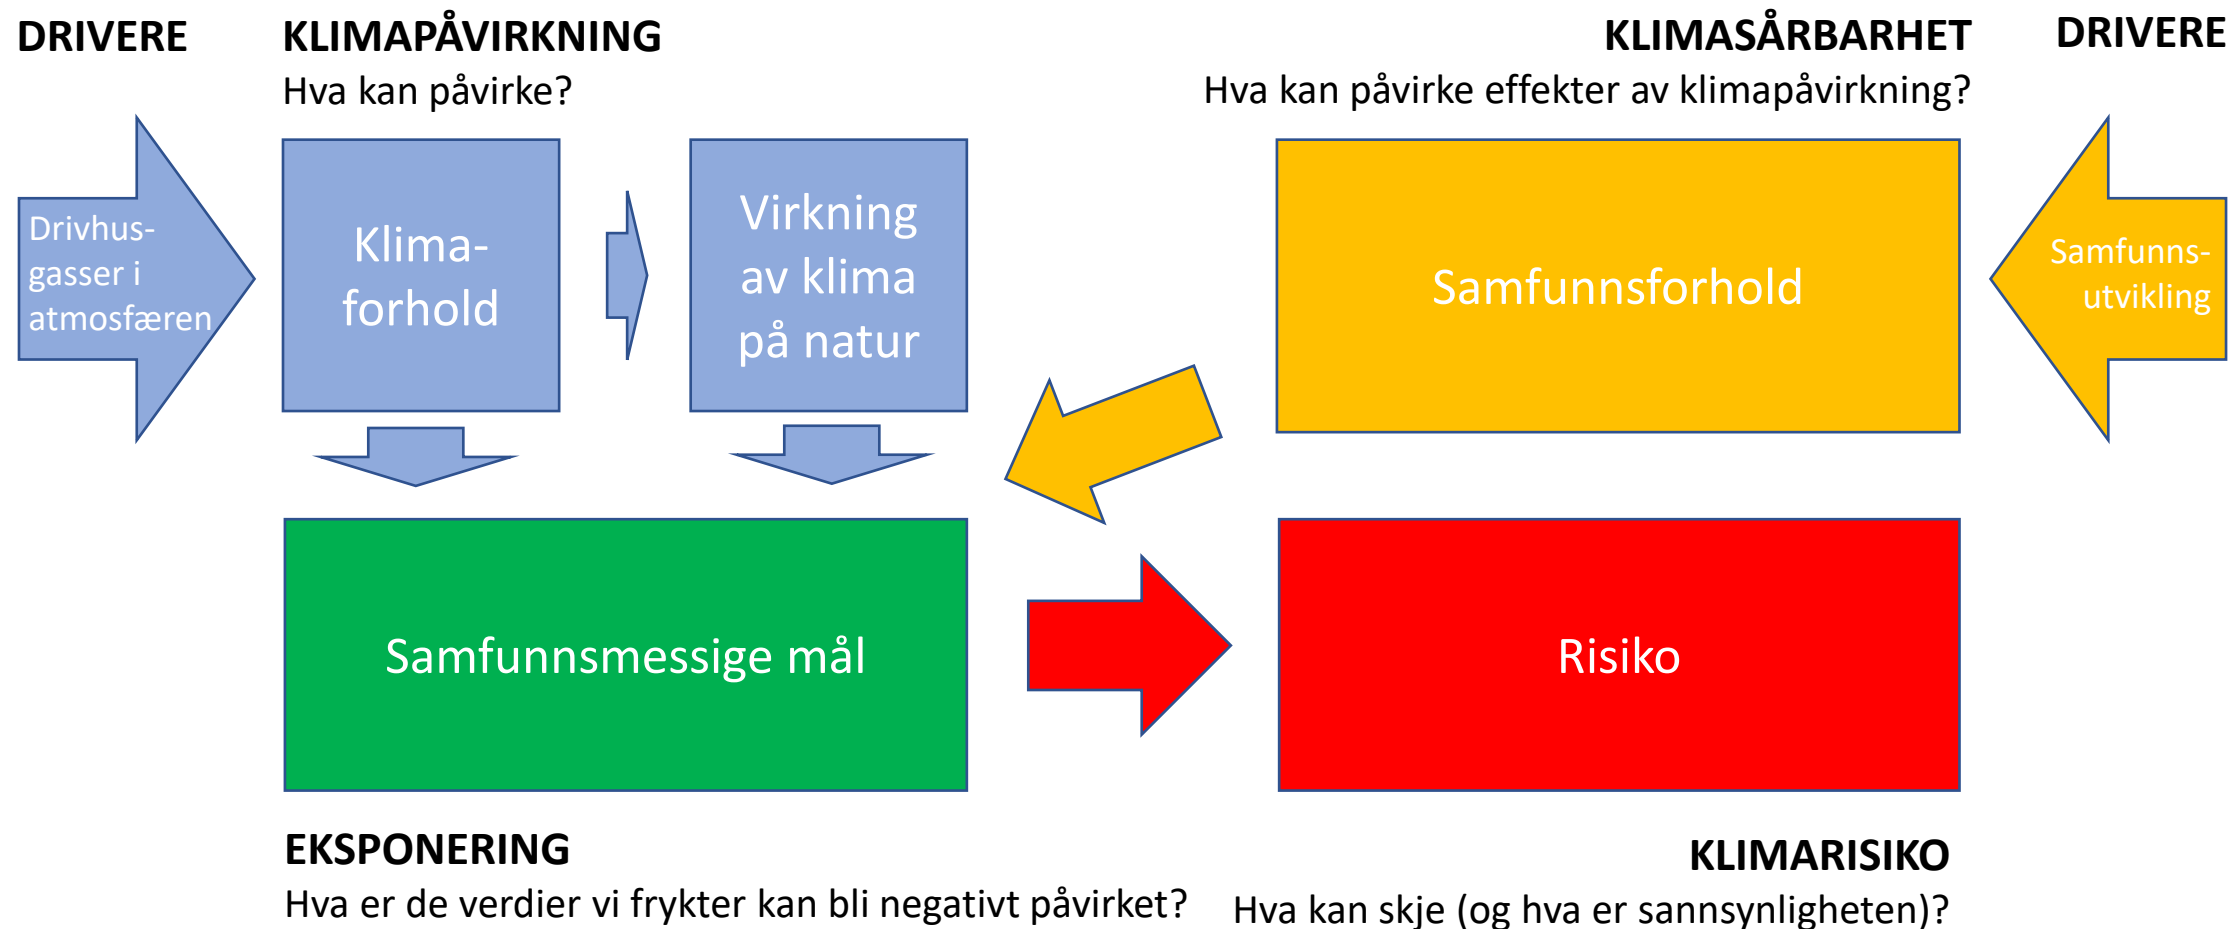 DRIVERE
KLIMAPÅVIRKNING
Hva kan påvirke?
KLIMASÅRBARHET
Hva kan påvirke effekter av klimapåvirkning?
DRIVERE
Drivhus-
gasser i
atmosfæren
Klima-
forhold
Virkning
av klima
på natur
Samfunnsforhold
Samfunns-
utvikling
Samfunnsmessige mål
Risiko
EKSPONERING
Hva er de verdier vi frykter kan bli negativt påvirket?
KLIMARISIKO
Hva kan skje (og hva er sannsynligheten)?